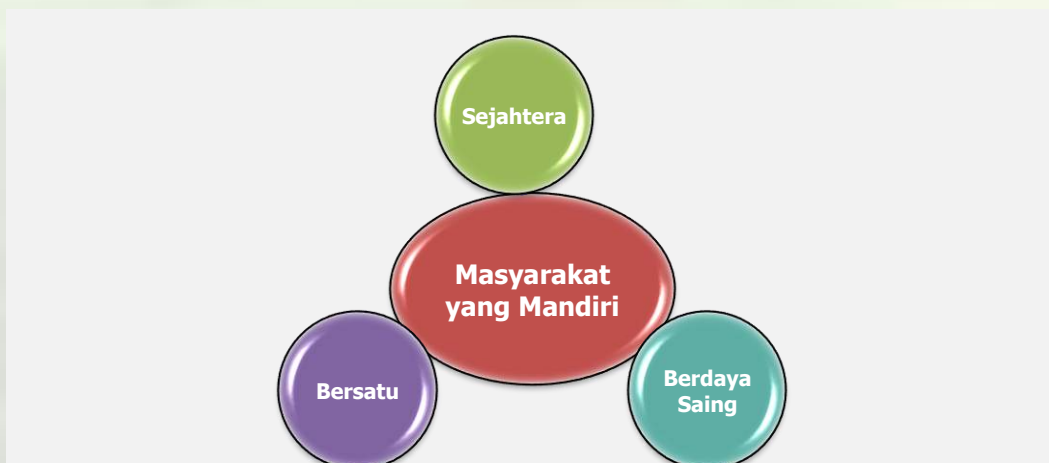 Sejahtera
Masyarakat
yang Mandiri
Bersatu
Berdaya
Saing